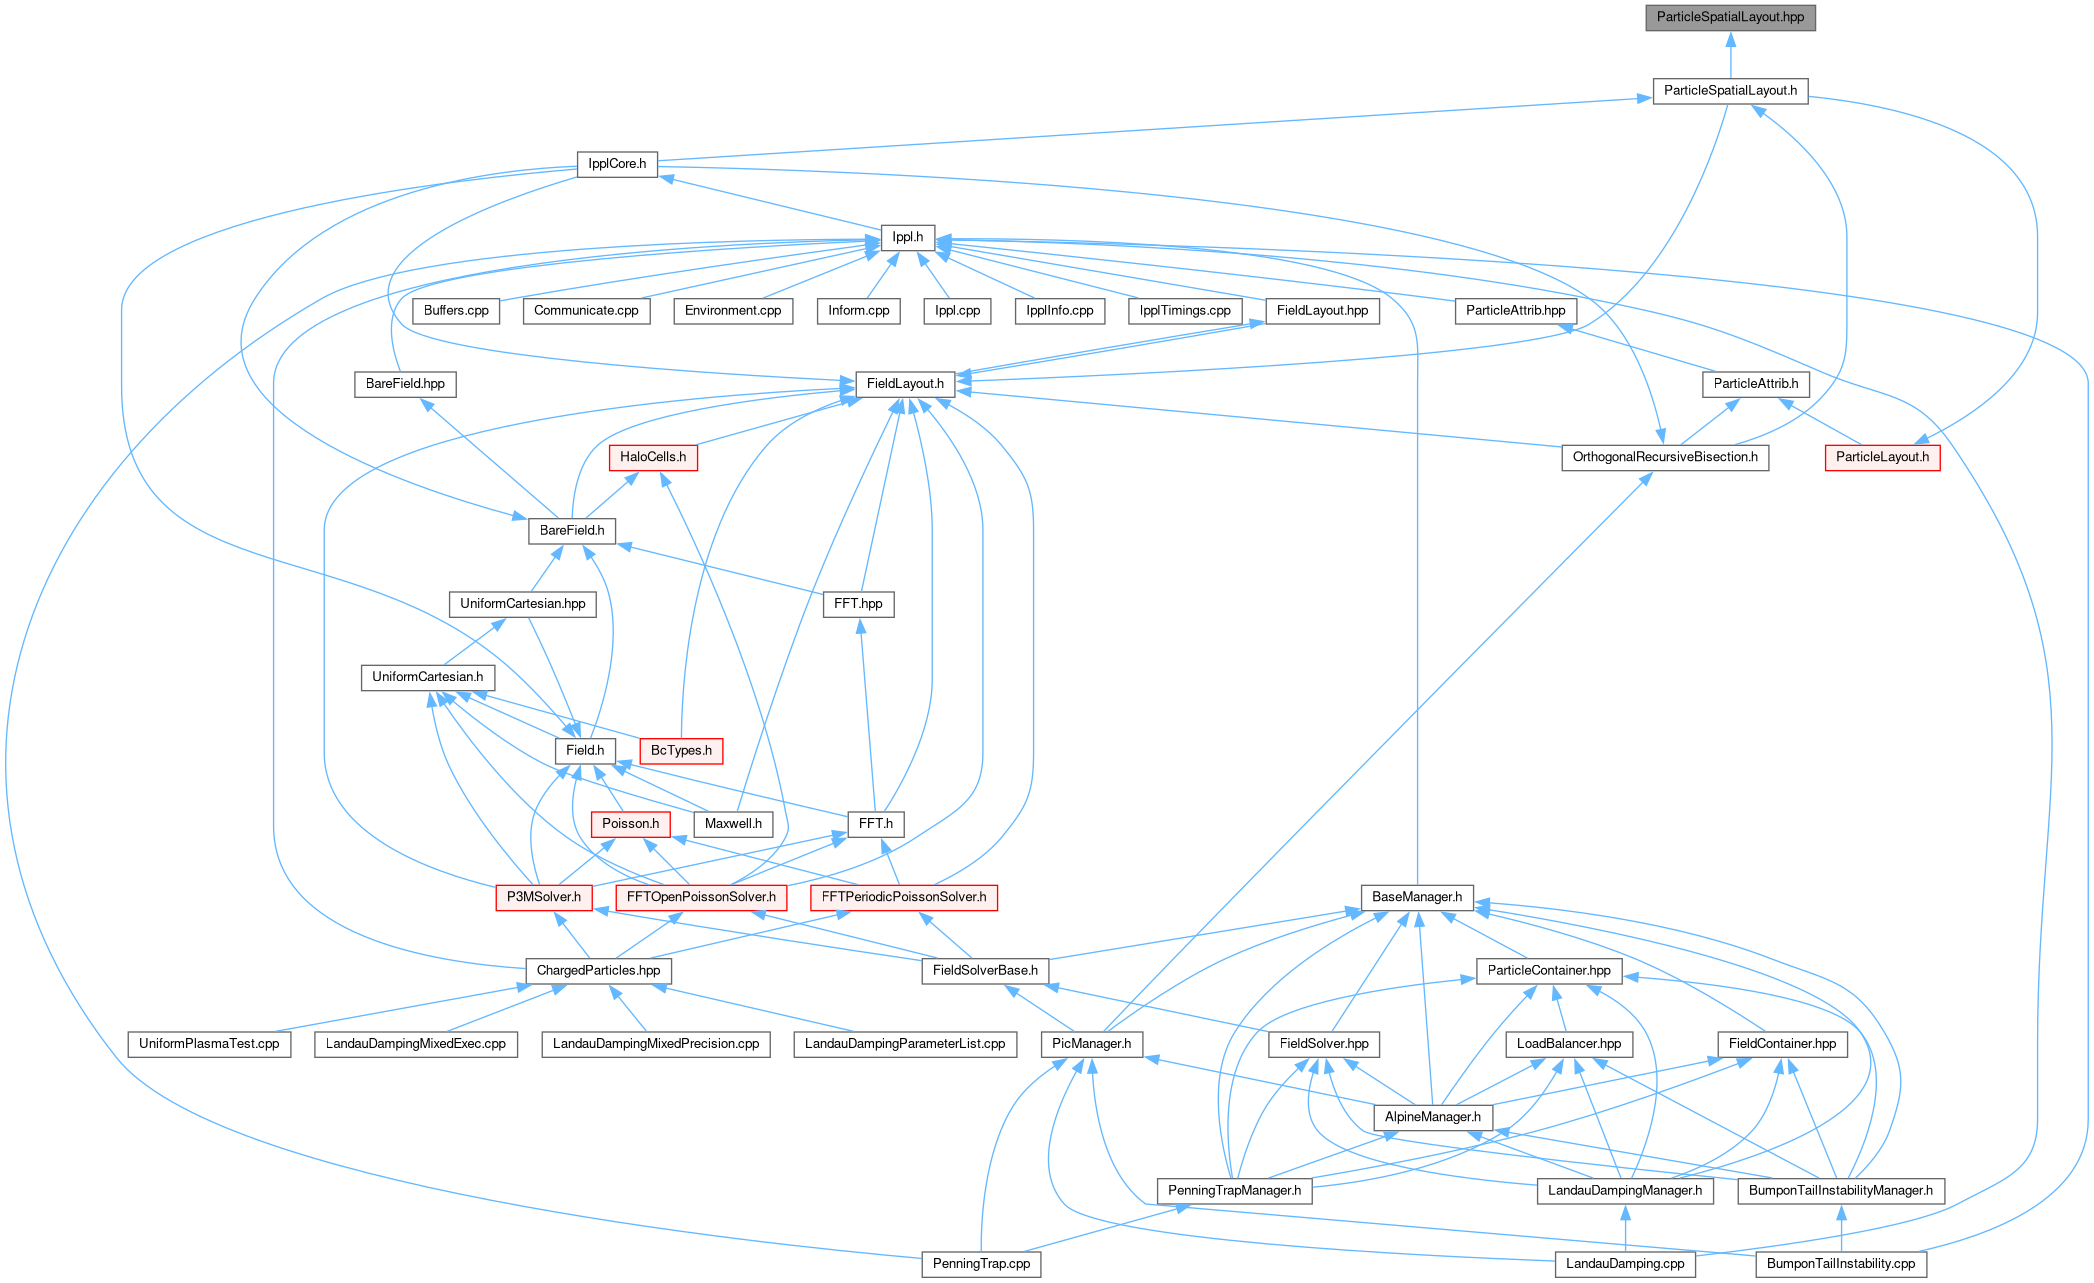 ParticleSpatialLayout.hpp
ParticleSpatialLayout.h
IpplCore.h
Ippl.h
Buffers.cpp
Communicate.cpp
Environment.cpp
Inform.cpp
Ippl.cpp
IpplInfo.cpp
IpplTimings.cpp
FieldLayout.hpp
ParticleAttrib.hpp
BareField.hpp
FieldLayout.h
ParticleAttrib.h
HaloCells.h
OrthogonalRecursiveBisection.h
ParticleLayout.h
BareField.h
UniformCartesian.hpp
FFT.hpp
UniformCartesian.h
Field.h
BcTypes.h
Poisson.h
Maxwell.h
FFT.h
P3MSolver.h
FFTOpenPoissonSolver.h
FFTPeriodicPoissonSolver.h
BaseManager.h
ChargedParticles.hpp
FieldSolverBase.h
ParticleContainer.hpp
UniformPlasmaTest.cpp
LandauDampingMixedExec.cpp
LandauDampingMixedPrecision.cpp
LandauDampingParameterList.cpp
PicManager.h
FieldSolver.hpp
LoadBalancer.hpp
FieldContainer.hpp
AlpineManager.h
PenningTrapManager.h
LandauDampingManager.h
BumponTailInstabilityManager.h
PenningTrap.cpp
LandauDamping.cpp
BumponTailInstability.cpp